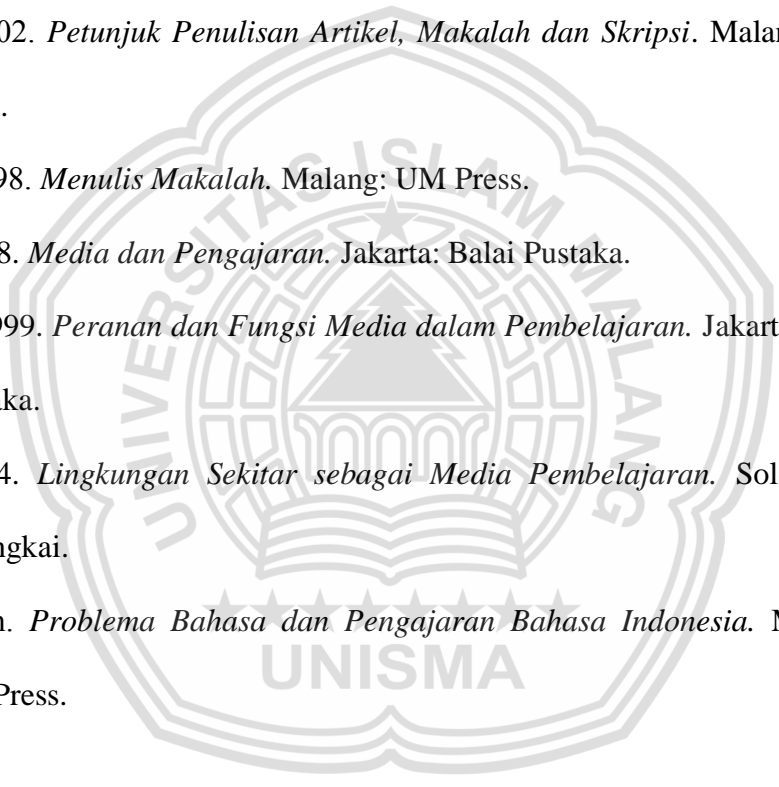 02. Petunjuk Penulisan Artikel, Makalah dan Skripsi. Malan
.
98. Menulis Makalah. Malang: UM Press.
8. Media dan Pengajaran. Jakarta: Balai Pustaka.
999. Peranan dan Fungsi Media dalam Pembelajaran. Jakart
aka.
4. Lingkungan Sekitar sebagai Media Pembelajaran. Sol
ngkai.
n. Problema Bahasa dan Pengajaran Bahasa Indonesia. M
Press.
UNIVERSITAS ISLAM MALANG
UNISMA